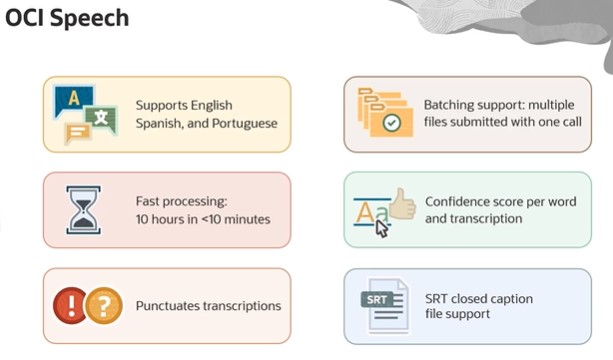 OCI Speech
A
文
Supports English
Spanish, and Portuguese
Batching support: multiple
files submitted with one call
Fast processing:
10 hours in <10 minutes
Aa
Confidence score per word
and transcription
! ?
Punctuates transcriptions
SRT
SRT closed caption
file support